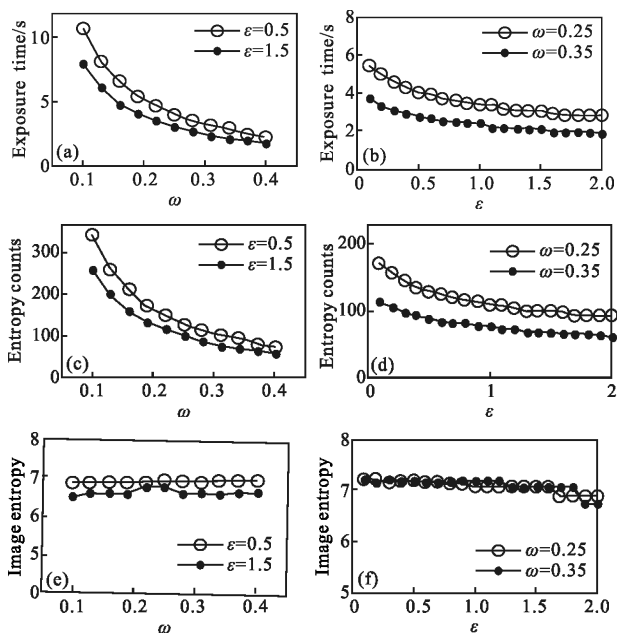 10
5
0
Exposure time/s
ε=0.5
ε=1.5
(a)
0.1 0.2 0.3 0.4
ω
8
6
4
2
0
Exposure time/s
ω=0.25
ω=0.35
(b)
0 0.5 1.0 1.5 2.0
ε
300
200
100
0
Entropy counts
ε=0.5
ε=1.5
(c)
0.1 0.2 0.3 0.4
ω
200
100
0
Entropy counts
ω=0.25
ω=0.35
(d)
0 1 2
ε
8
7
6
5
0
Image entropy
ε=0.5
ε=1.5
(e)
0.1 0.2 0.3 0.4
ω
8
7
6
5
Image entropy
ω=0.25
ω=0.35
(f)
0 0.5 1.0 1.5 2.0
ε